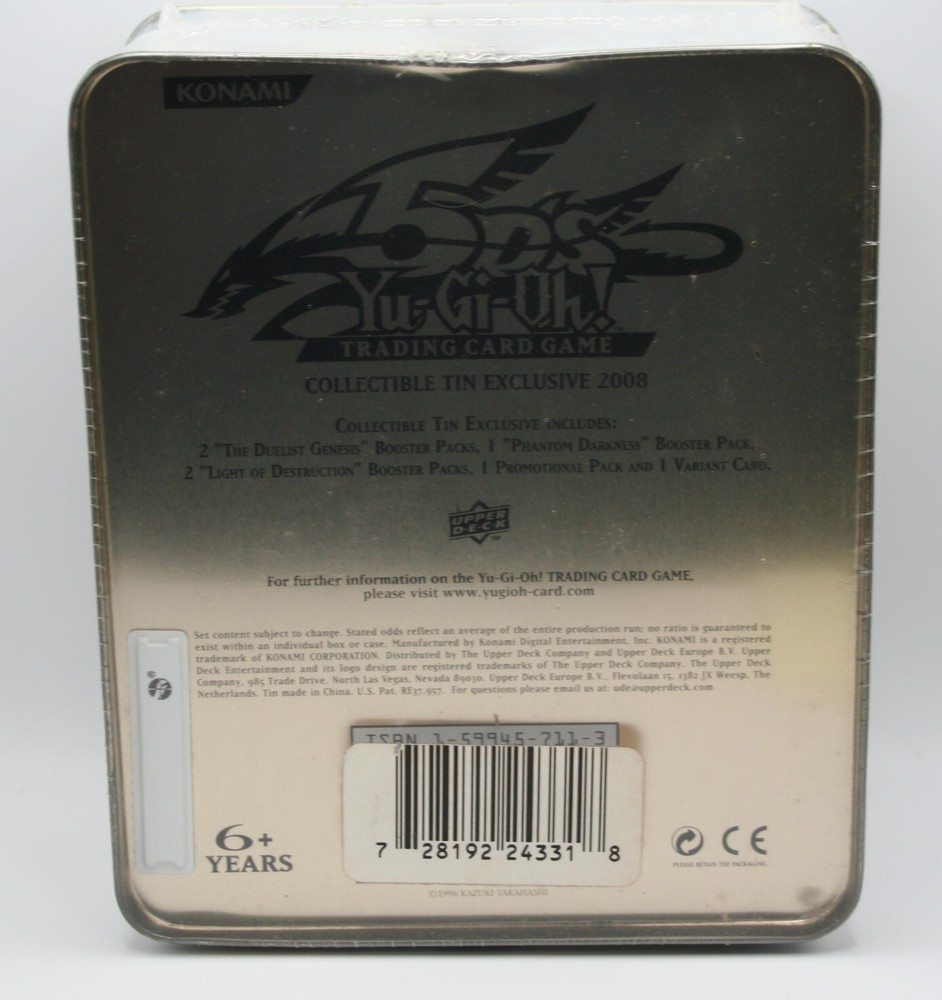 KONAMI
5D's
Yu-Gi-Oh!
TRADING CARD GAME
COLLECTIBLE TIN EXCLUSIVE 2008
COLLECTIBLE TIN EXCLUSIVE INCLUDES:
2 "THE DUELIST GENESIS" BOOSTER PACKS, 1 "PHANTOM DARKNESS" BOOSTER PACK,
2 "LIGHT OF DESTRUCTION" BOOSTER PACKS, 1 PROMOTIONAL PACK AND 1 VARIANT CARD.
UPPER
D·E·C·K
TM
For further information on the Yu-Gi-Oh! TRADING CARD GAME,
please visit www.yugioh-card.com
Set content subject to change. Stated odds reflect an average of the entire production run; no ratio is guaranteed to
exist within an individual box or case. Manufactured by Konami Digital Entertainment, Inc. KONAMI is a registered
trademark of KONAMI CORPORATION. Distributed by The Upper Deck Company and Upper Deck Europe B.V. Upper
Deck Entertainment and its logo design are registered trademarks of The Upper Deck Company. The Upper Deck
Company, 985 Trade Drive, North Las Vegas, Nevada 89030. Upper Deck Europe B.V., Flevolaan 15, 1382 JX Weesp, The
Netherlands. Tin made in China. U.S. Pat. RE37,957. For questions please email us at: ude@upperdeck.com
ISBN 1-59945-711-3
7 28192 24331 8
6+
YEARS
CE
PLEASE RETAIN THE PACKAGING.
©1996 KAZUKI TAKAHASHI